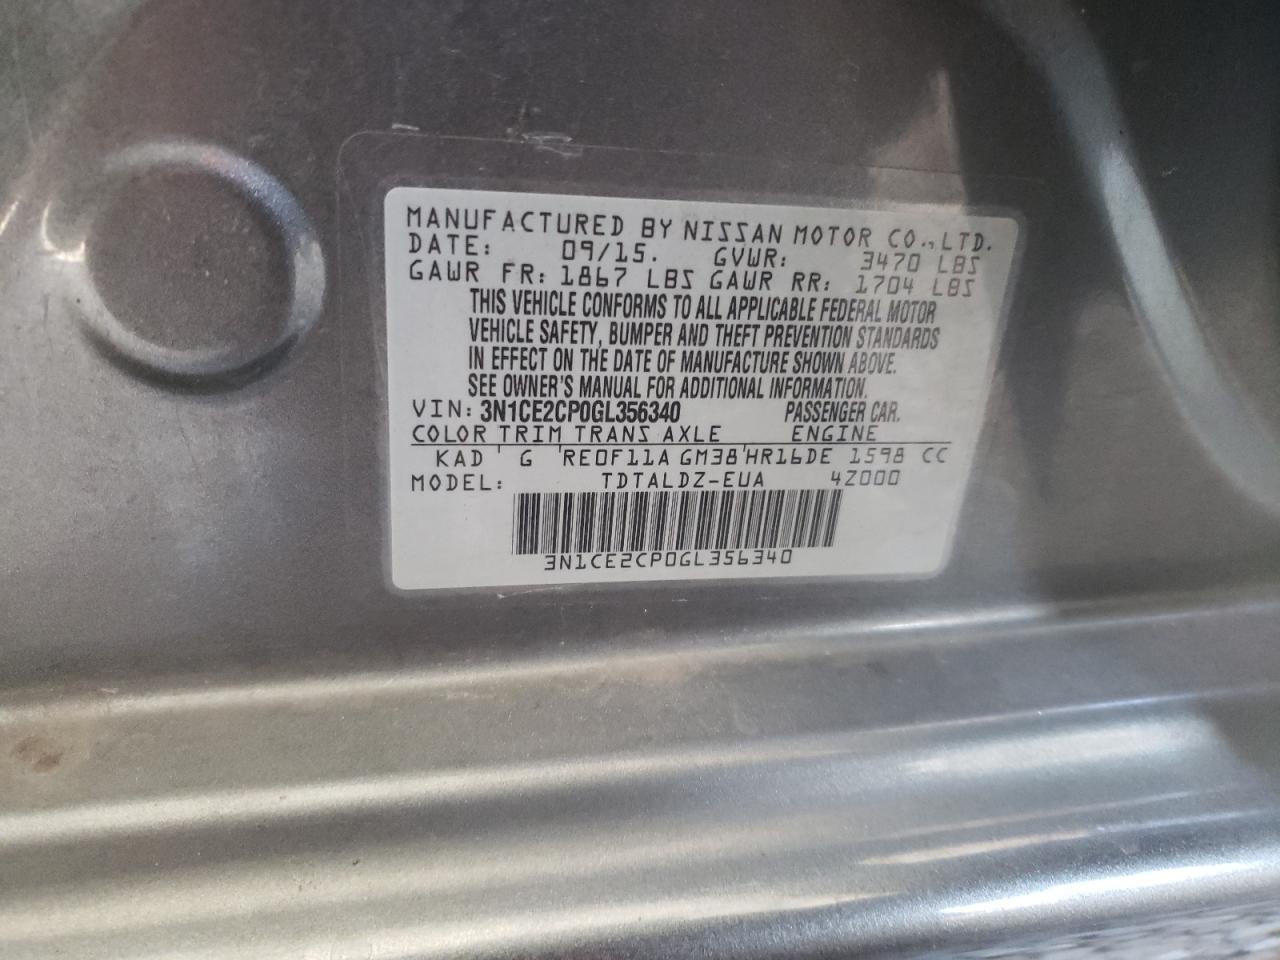 MANUFACTURED BY NISSAN MOTOR CO., LTD.
DATE: 09/15. GVWR: 3470 LBS
GAWR FR: 1867 LBS GAWR RR: 1704 LBS
THIS VEHICLE CONFORMS TO ALL APPLICABLE FEDERAL MOTOR
VEHICLE SAFETY, BUMPER AND THEFT PREVENTION STANDARDS
IN EFFECT ON THE DATE OF MANUFACTURE SHOWN ABOVE.
SEE OWNER'S MANUAL FOR ADDITIONAL INFORMATION.
VIN: 3N1CE2CP0GL356340 PASSENGER CAR.
COLOR TRIM TRANS AXLE ENGINE
KAD G RE0F11A GM38 HR16DE 1598 CC
MODEL: TDTALDZ-EUA 4Z000
3N1CE2CP0GL356340